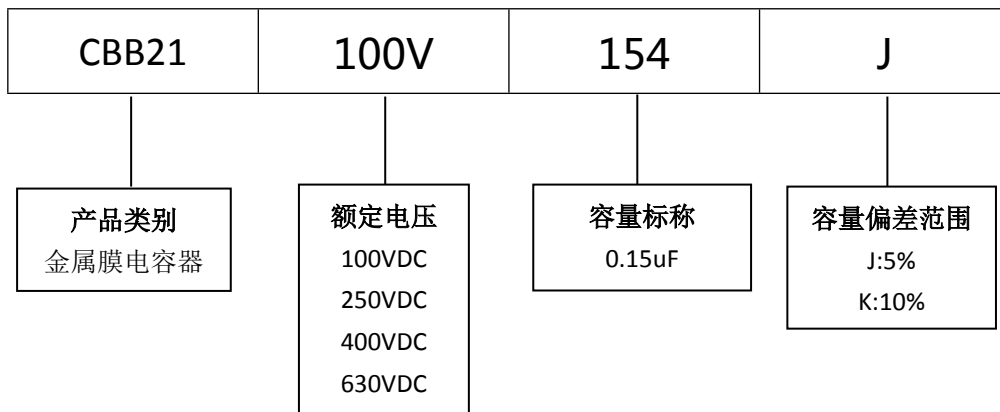 CBB21 100V 154 J
产品类别
金属膜电容器
额定电压
100VDC
250VDC
400VDC
630VDC
容量标称
0.15uF
容量偏差范围
J:5%
K:10%